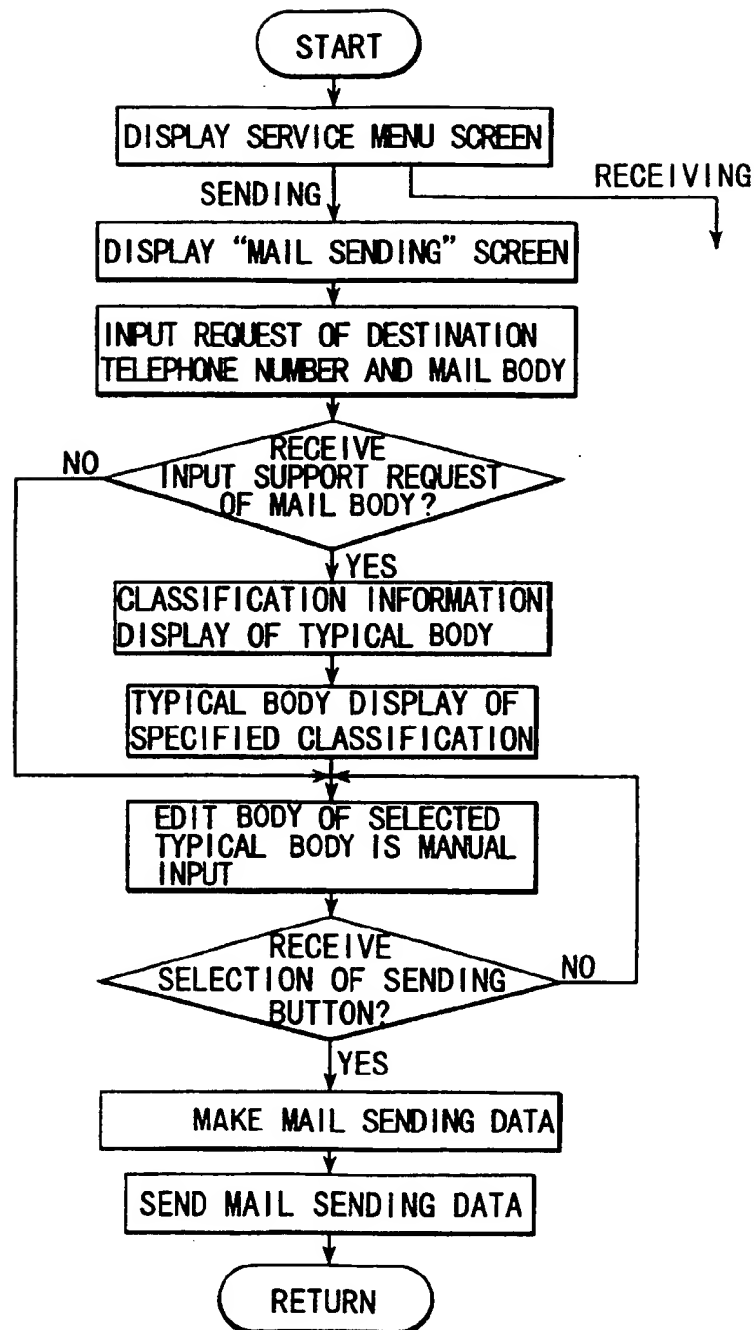 START
DISPLAY SERVICE MENU SCREEN
RECEIVING
SENDING
DISPLAY “MAIL SENDING” SCREEN
INPUT REQUEST OF DESTINATION
TELEPHONE NUMBER AND MAIL BODY
RECEIVE
NO
INPUT SUPPORT REQUEST
OF MAIL BODY?
YES
CLASSIFICATION INFORMATION
DISPLAY OF TYPICAL BODY
TYPICAL BODY DISPLAY OF
SPECIFIED CLASSIFICATION
EDIT BODY OF SELECTED
TYPICAL BODY IS MANUAL
INPUT
RECEIVE
SELECTION OF SENDING
NO
BUTTON?
YES
MAKE MAIL SENDING DATA
SEND MAIL SENDING DATA
RETURN